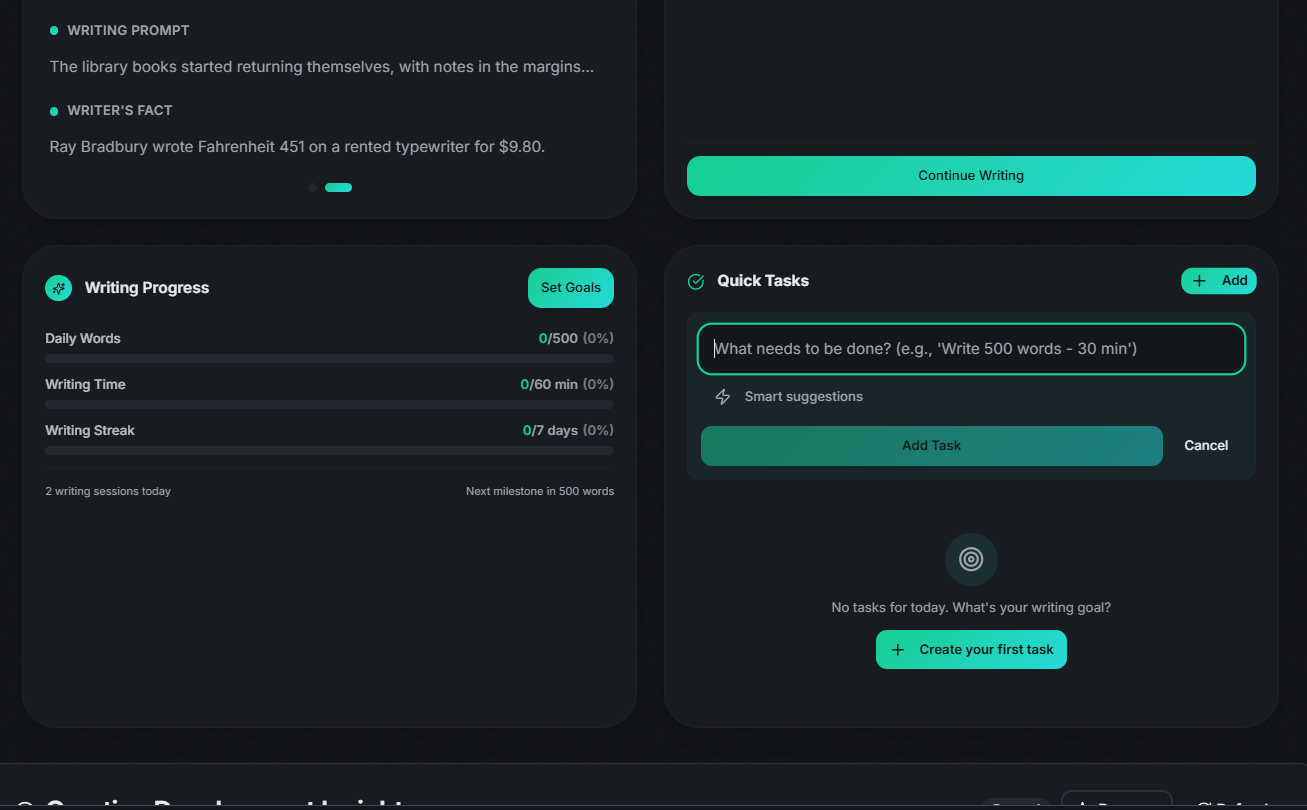 WRITING PROMPT
The library books started returning themselves, with notes in the margins...
WRITER'S FACT
Ray Bradbury wrote Fahrenheit 451 on a rented typewriter for $9.80.
Continue Writing
Writing Progress
Set Goals
Daily Words
0/500 (0%)
Writing Time
0/60 min (0%)
Writing Streak
0/7 days (0%)
2 writing sessions today
Next milestone in 500 words
Quick Tasks
Add
What needs to be done? (e.g., 'Write 500 words - 30 min')
Smart suggestions
Add Task
Cancel
No tasks for today. What's your writing goal?
Create your first task